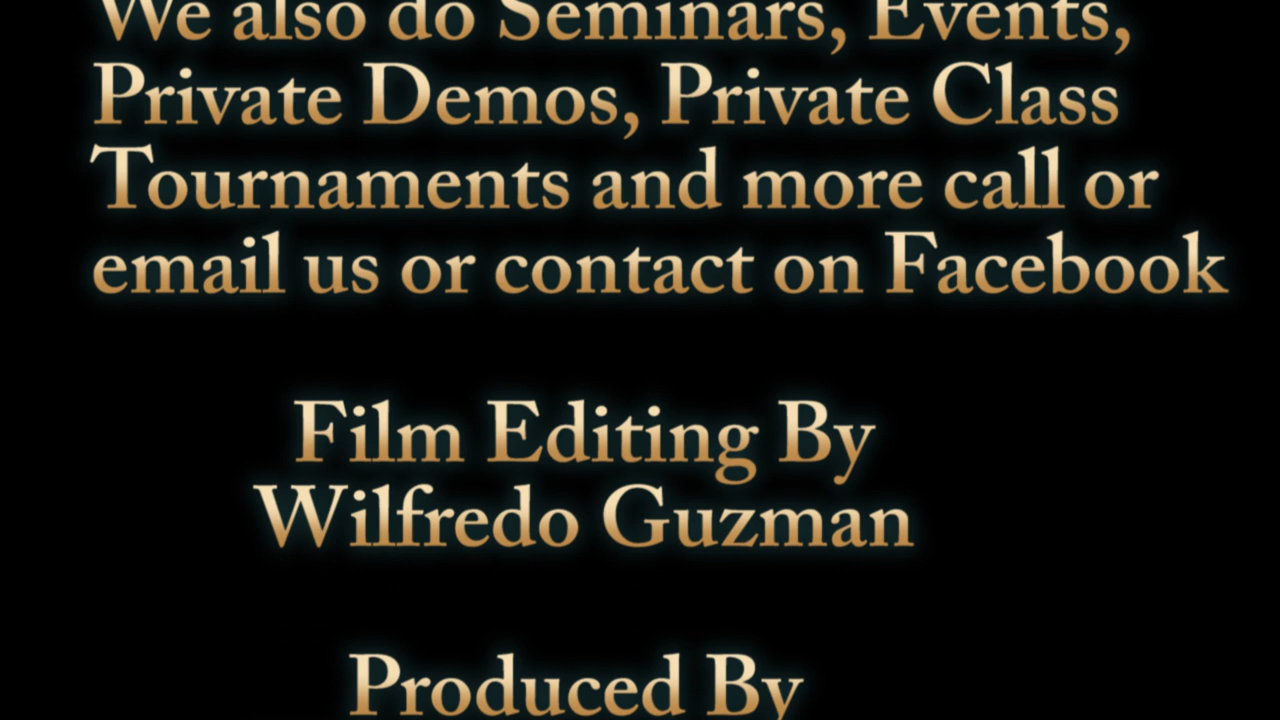 We also do Seminars, Events,
Private Demos, Private Class
Tournaments and more call or
email us or contact on Facebook
Film Editing By
Wilfredo Guzman
Produced By